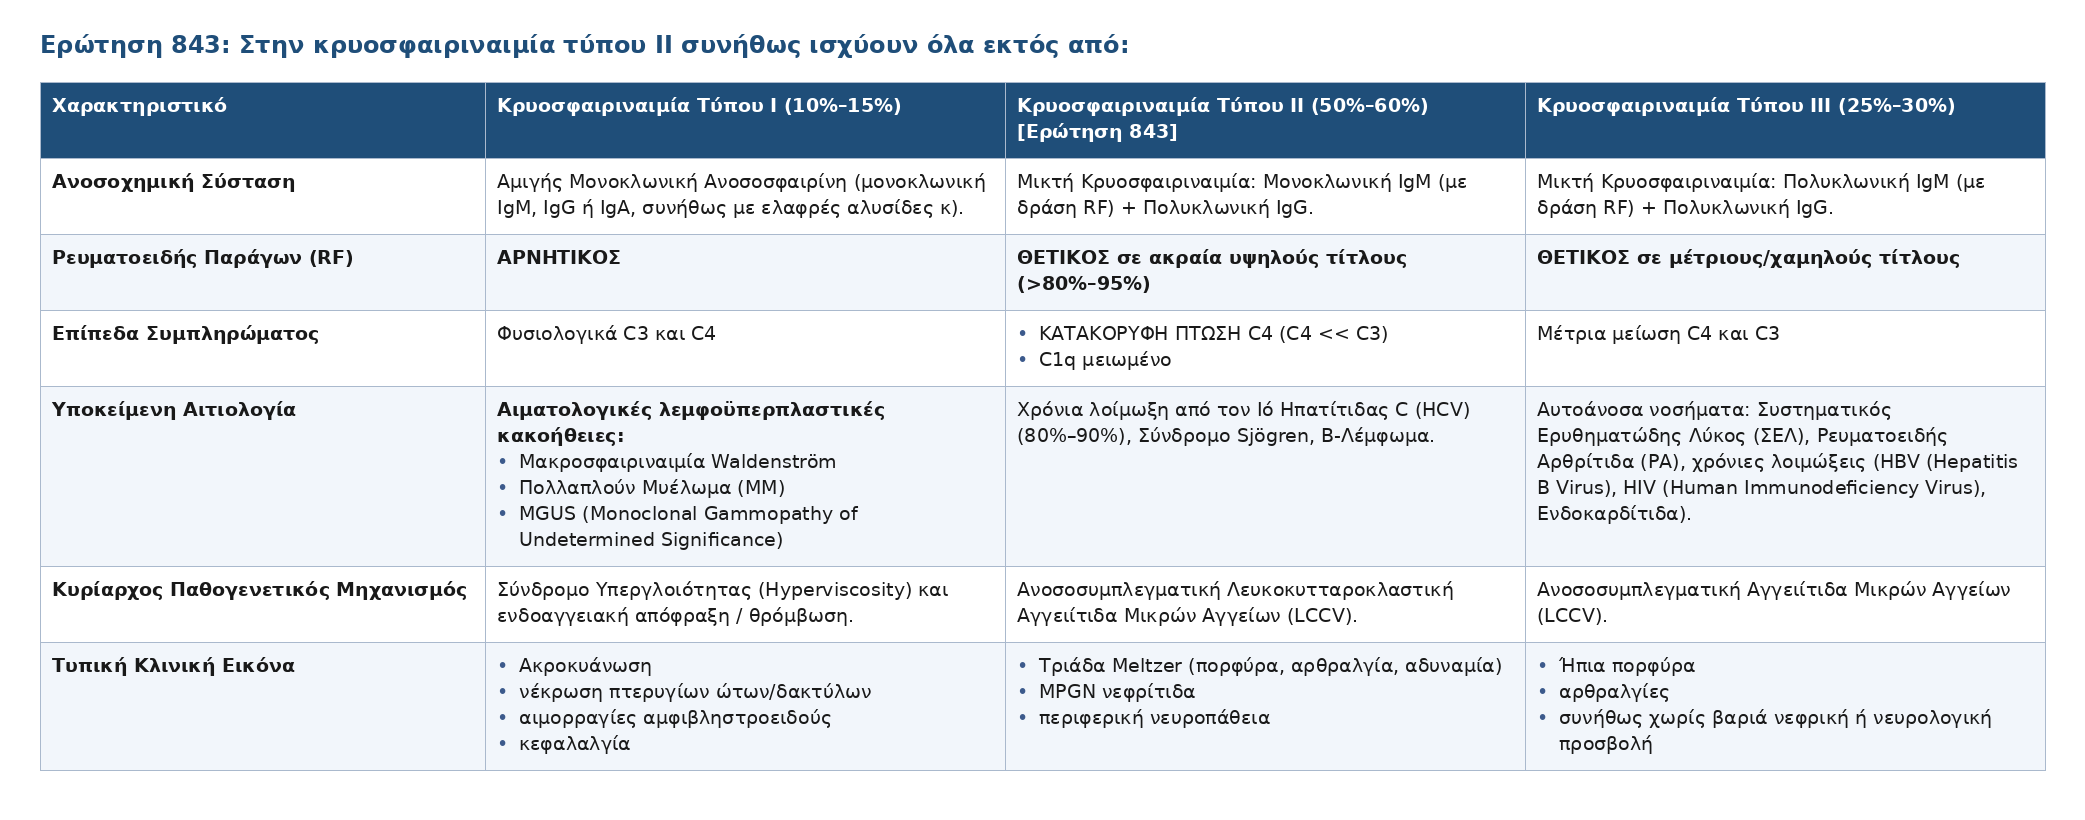 Ερώτηση 843: Στην κρυοσφαιριναιμία τύπου II συνήθως ισχύουν όλα εκτός από:
Χαρακτηριστικό
Κρυοσφαιριναιμία Τύπου I (10%–15%)
Κρυοσφαιριναιμία Τύπου II (50%–60%)
[Ερώτηση 843]
Κρυοσφαιριναιμία Τύπου III (25%–30%)
Ανοσοχημική Σύσταση
Αμιγής Μονοκλωνική Ανοσοσφαιρίνη (μονοκλωνική
IgM, IgG ή IgA, συνήθως με ελαφρές αλυσίδες κ).
Μικτή Κρυοσφαιριναιμία: Μονοκλωνική IgM (με
δράση RF) + Πολυκλωνική IgG.
Μικτή Κρυοσφαιριναιμία: Πολυκλωνική IgM (με
δράση RF) + Πολυκλωνική IgG.
Ρευματοειδής Παράγων (RF)
ΑΡΝΗΤΙΚΟΣ
ΘΕΤΙΚΟΣ σε ακραία υψηλούς τίτλους
(>80%–95%)
ΘΕΤΙΚΟΣ σε μέτριους/χαμηλούς τίτλους
Επίπεδα Συμπληρώματος
Φυσιολογικά C3 και C4
• ΚΑΤΑΚΟΡΥΦΗ ΠΤΩΣΗ C4 (C4 << C3)
• C1q μειωμένο
Μέτρια μείωση C4 και C3
Υποκείμενη Αιτιολογία
Αιματολογικές λεμφοϋπερπλαστικές
κακοήθειες:
• Μακροσφαιριναιμία Waldenström
• Πολλαπλούν Μυέλωμα (MM)
• MGUS (Monoclonal Gammopathy of
Undetermined Significance)
Χρόνια λοίμωξη από τον Ιό Ηπατίτιδας C (HCV)
(80%–90%), Σύνδρομο Sjögren, Β-Λέμφωμα.
Αυτοάνοσα νοσήματα: Συστηματικός
Ερυθηματώδης Λύκος (ΣΕΛ), Ρευματοειδής
Αρθρίτιδα (ΡΑ), χρόνιες λοιμώξεις (HBV (Hepatitis
B Virus), HIV (Human Immunodeficiency Virus),
Ενδοκαρδίτιδα).
Κυρίαρχος Παθογενετικός Μηχανισμός
Σύνδρομο Υπεργλοιότητας (Hyperviscosity) και
ενδοαγγειακή απόφραξη / θρόμβωση.
Ανοσοσυμπλεγματική Λευκοκυτταροκλαστική
Αγγειίτιδα Μικρών Αγγείων (LCCV).
Ανοσοσυμπλεγματική Αγγειίτιδα Μικρών Αγγείων
(LCCV).
Τυπική Κλινική Εικόνα
• Ακροκυάνωση
• νέκρωση πτερυγίων ώτων/δακτύλων
• αιμορραγίες αμφιβληστροειδούς
• κεφαλαλγία
• Τριάδα Meltzer (πορφύρα, αρθραλγία, αδυναμία)
• MPGN νεφρίτιδα
• περιφερική νευροπάθεια
• Ήπια πορφύρα
• αρθραλγίες
• συνήθως χωρίς βαριά νεφρική ή νευρολογική
προσβολή